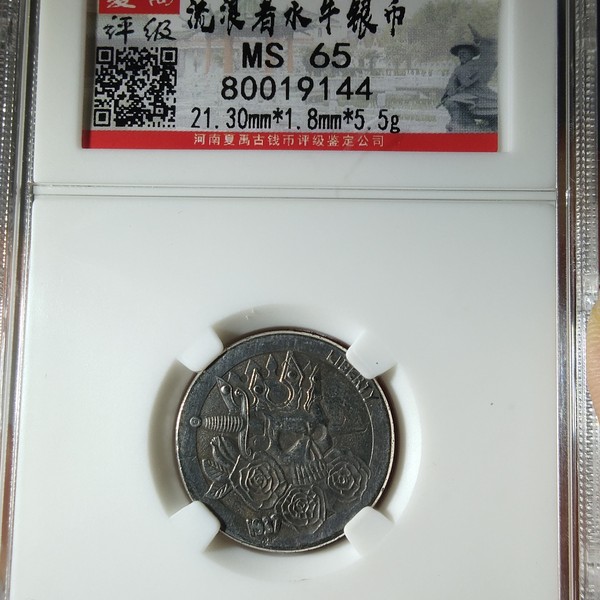 夏禹
评级
流浪者水牛银币
MS 65
80019144
21.30mm*1.8mm*5.5g
河南夏禹古钱币评级鉴定公司
LIBERTY
1937